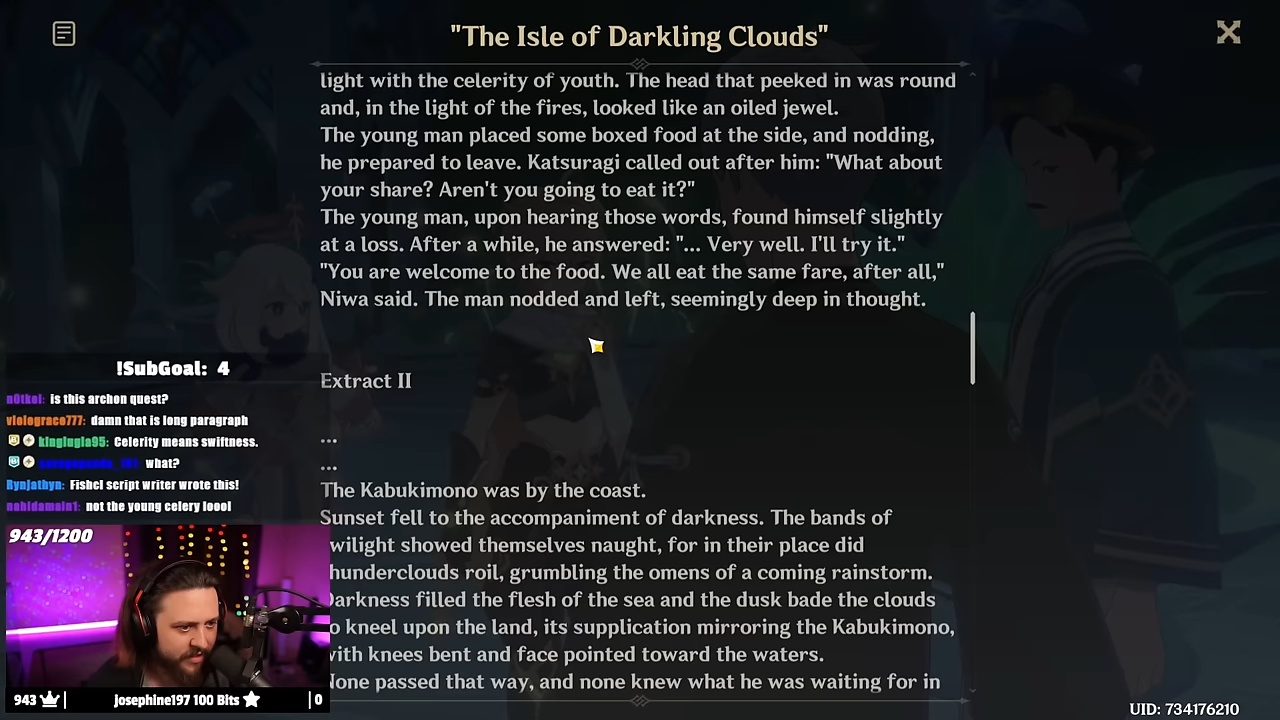 "The Isle of Darkling Clouds"
light with the celerity of youth. The head that peeked in was round
and, in the light of the fires, looked like an oiled jewel.
The young man placed some boxed food at the side, and nodding,
he prepared to leave. Katsuragi called out after him: "What about
your share? Aren't you going to eat it?"
The young man, upon hearing those words, found himself slightly
at a loss. After a while, he answered: "... Very well. I'll try it."
"You are welcome to the food. We all eat the same fare, after all,"
Niwa said. The man nodded and left, seemingly deep in thought.
Extract II
...
...
The Kabukimono was by the coast.
Sunset fell to the accompaniment of darkness. The bands of
wilight showed themselves naught, for in their place did
hunderclouds roil, grumbling the omens of a coming rainstorm.
Darkness filled the flesh of the sea and the dusk bade the clouds
o kneel upon the land, its supplication mirroring the Kabukimono,
with knees bent and face pointed toward the waters.
None passed that way, and none knew what he was waiting for in
!SubGoal: 4
n0tkol: is this archon quest?
damn that is long paragraph
Celerity means swiftness.
what?
Rynjathyn: Fishcl script writer wrote this!
nahidamain1: not the young celery loool
943/1200
943
josephine197 100 Bits
0
UID: 734176210